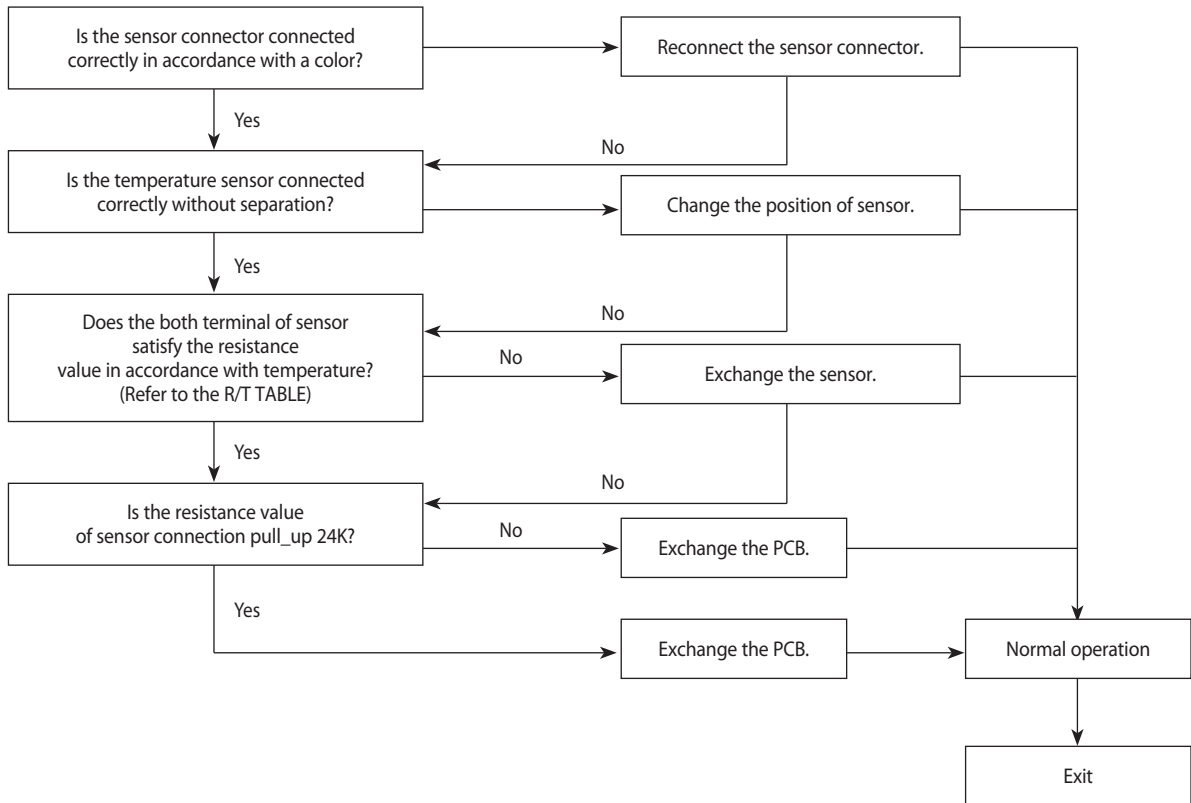 Is the sensor connector connected
correctly in accordance with a color?
Reconnect the sensor connector.
Yes
No
Is the temperature sensor connected
correctly without separation?
Change the position of sensor.
Yes
No
Does the both terminal of sensor
satisfy the resistance
value in accordance with temperature?
(Refer to the R/T TABLE)
No
Exchange the sensor.
Yes
No
Is the resistance value
of sensor connection pull_up 24K?
No
Exchange the PCB.
Yes
Exchange the PCB.
Normal operation
Exit